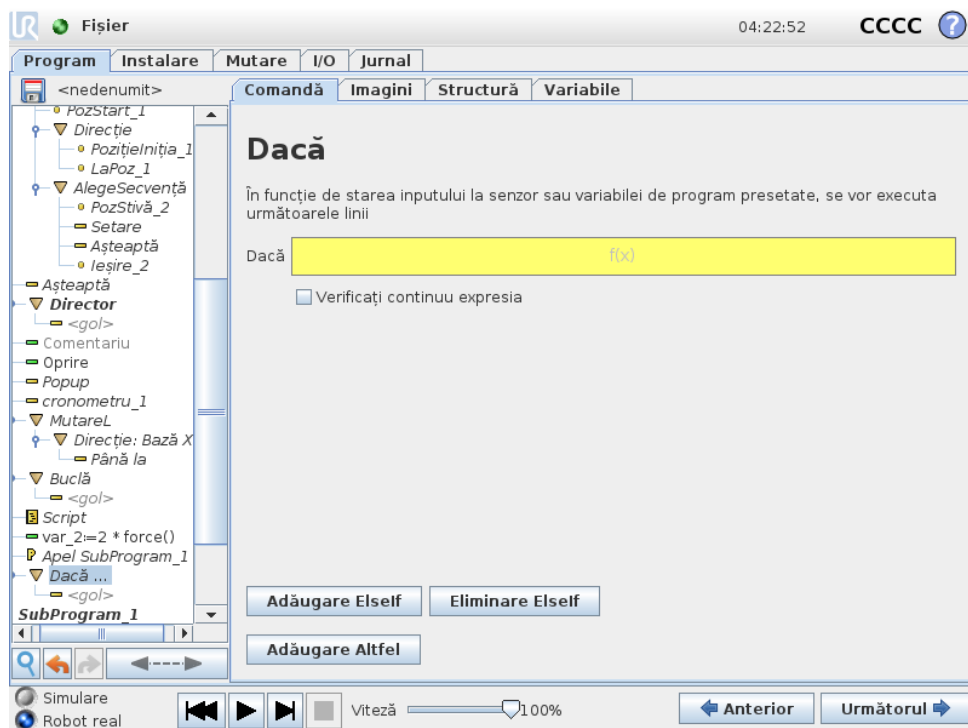 UR Fișier 04:22:52 CCCC ?
Program Instalare Mutare I/O Jurnal
<nedenumit>
Comandă Imagini Structură Variabile
PozStart_1
Direcție
PozițieIniția_1
LaPoz_1
AlegeSecvență
PozStivă_2
Setare
Așteaptă
Ieșire_2
Așteaptă
Director
<gol>
Comentariu
Oprire
Popup
cronometru_1
MutareL
Direcție: Bază X
Până la
Buclă
<gol>
Script
var_2:=2 * force()
P Apel SubProgram_1
Dacă ...
<gol>
SubProgram_1
Dacă
În funcție de starea inputului la senzor sau variabilei de program presetate, se vor executa
următoarele linii
Dacă f(x)
Verificați continuu expresia
Adăugare ElseIf Eliminare ElseIf
Adăugare Altfel
Simulare
Robot real
Viteză 100%
Anterior Următorul